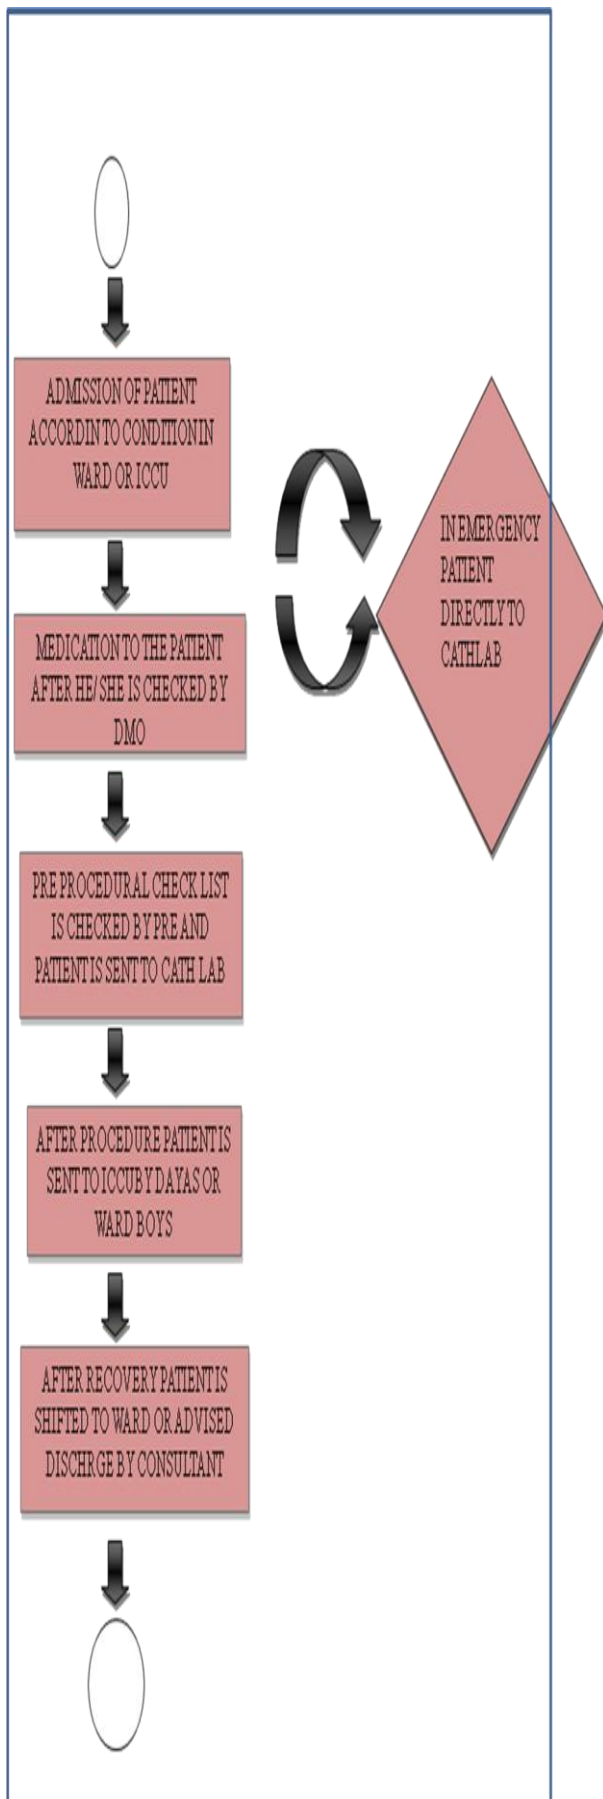 ADMISSION OF PATIENT
ACCORDIN TO CONDITION IN
WARD OR ICCU
MEDICATION TO THE PATIENT
AFTER HE/ SHE IS CHECKED BY
DMO
PRE PROCEDURAL CHECK LIST
IS CHECKED BY PRE AND
PATIENT IS SENT TO CATH LAB
AFTER PROCEDURE PATIENT IS
SENT TO ICCU BY DAYAS OR
WARD BOYS
AFTER RECOVERY PATIENT IS
SHIFTED TO WARD OR ADVISED
DISCHRGE BY CONSULTANT
IN EMERGENCY
PATIENT
DIRECTLY TO
CATHLAB